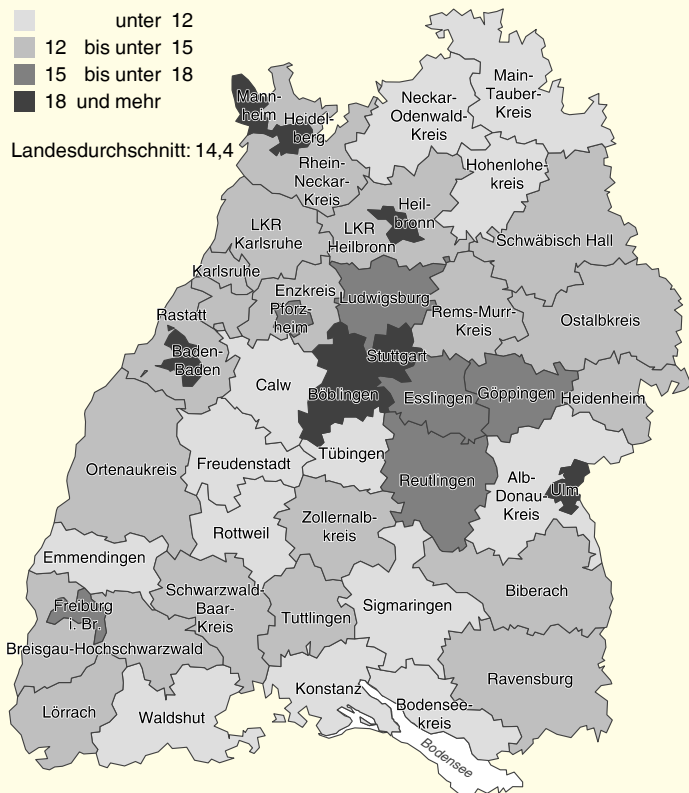 unter 12
12 bis unter 15
15 bis unter 18
18 und mehr
Landesdurchschnitt: 14,4
Main-
Tauber-
Kreis
Neckar-
Odenwald-
Kreis
Mann-
heim
Heidel-
berg
Rhein-
Neckar-
Kreis
Hohenlohe-
kreis
Heil-
bronn
LKR
Heilbronn
LKR
Karlsruhe
Schwäbisch Hall
Karlsruhe
Enzkreis
Pforz-
heim
Ludwigsburg
Rems-Murr-
Kreis
Ostalbkreis
Rastatt
Baden-
Baden
Stuttgart
Calw
Böblingen
Esslingen
Göppingen
Heidenheim
Ortenaukreis
Freudenstadt
Tübingen
Reutlingen
Alb-
Donau-
Kreis
Ulm
Rottweil
Zollernalb-
kreis
Emmendingen
Schwarzwald-
Baar-
Kreis
Tuttlingen
Sigmaringen
Biberach
Freiburg
i. Br.
Breisgau-Hochschwarzwald
Ravensburg
Konstanz
Bodensee-
kreis
Lörrach
Waldshut
Bodensee